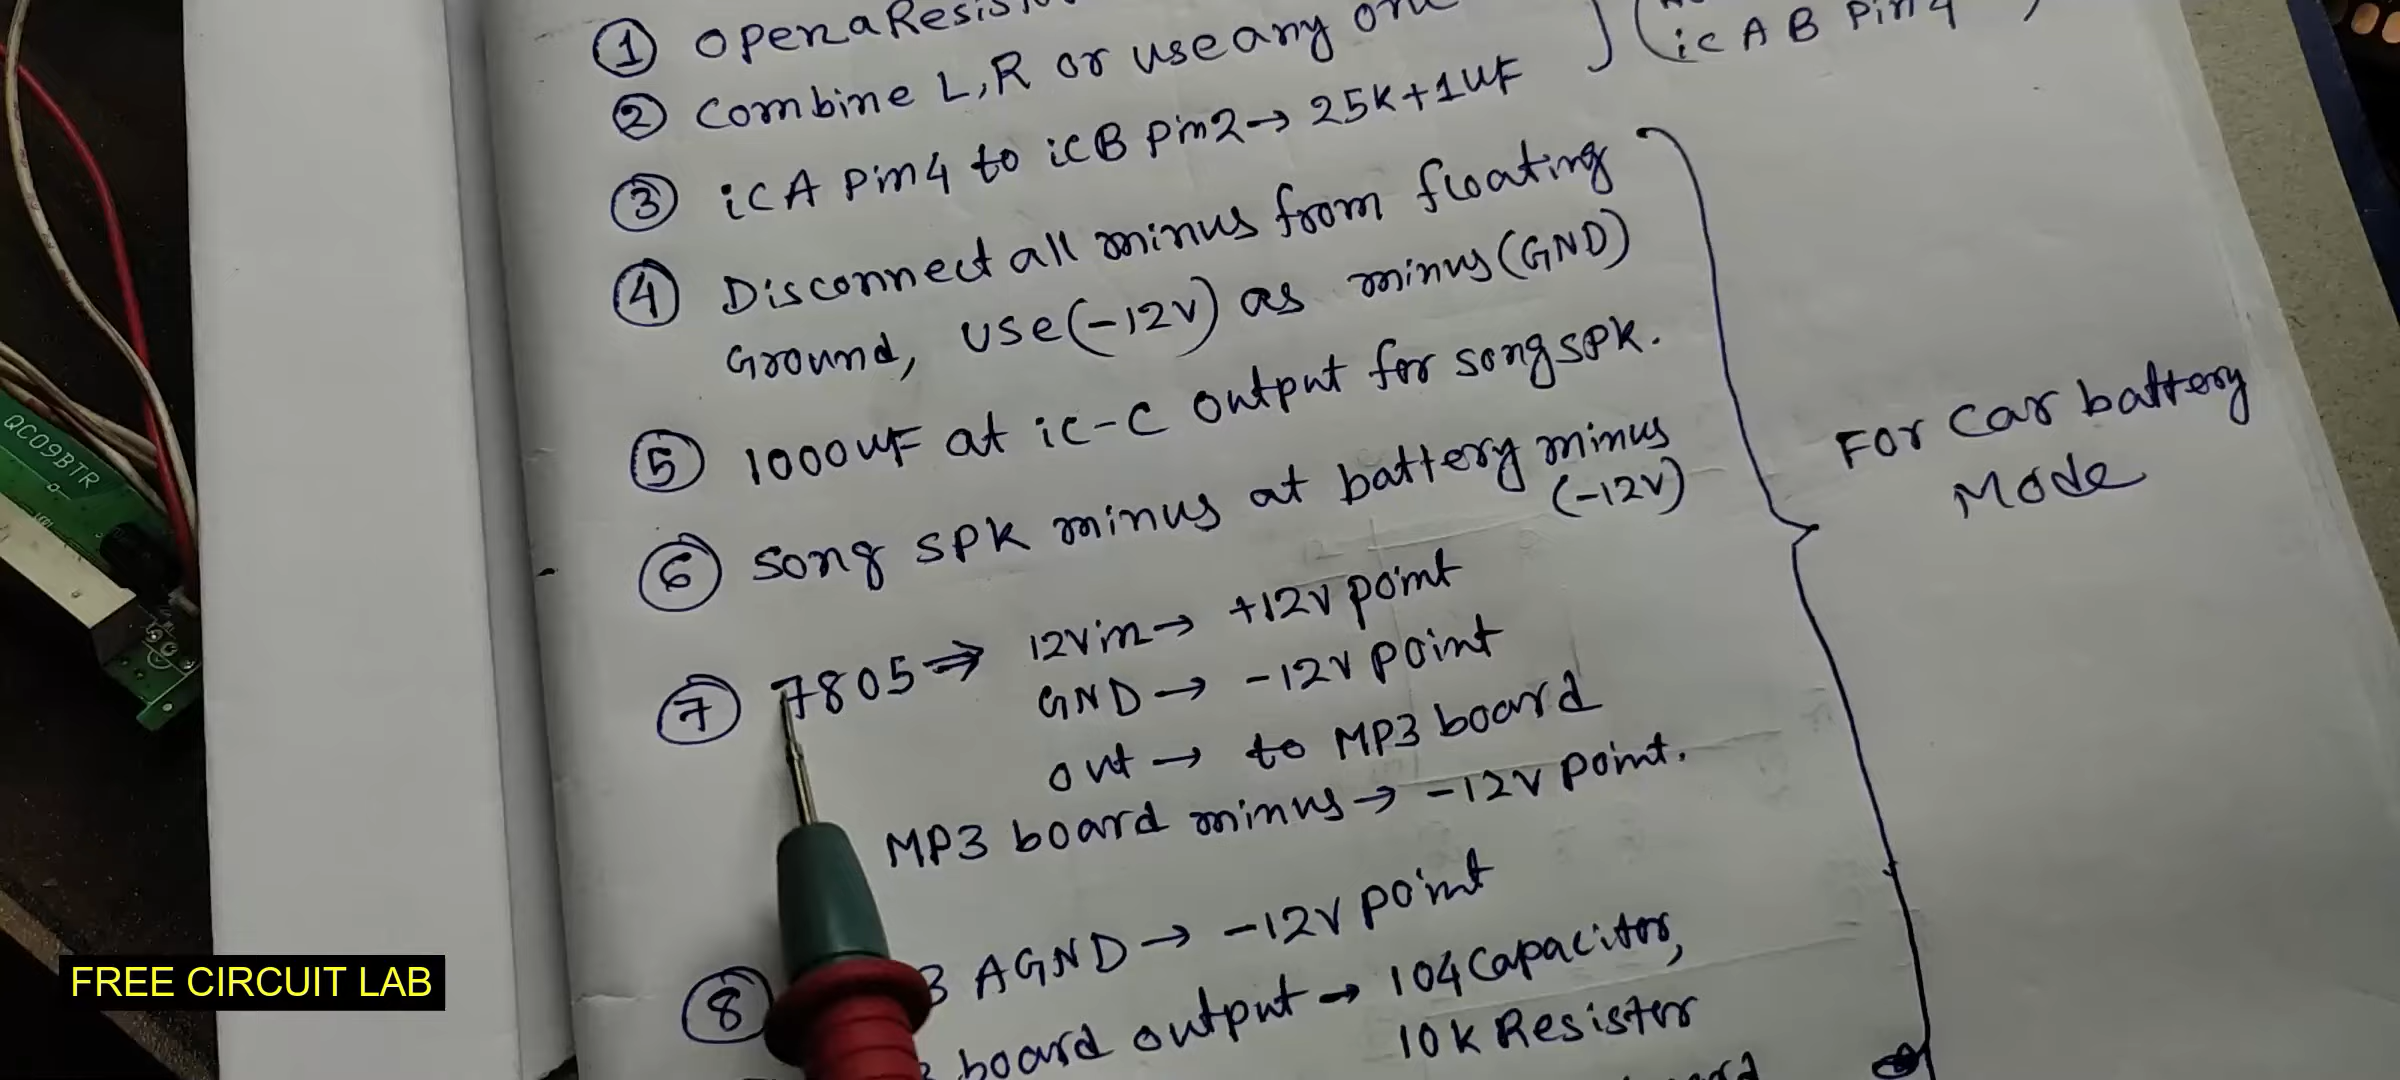 ① Open a
② Combine L,R or use any one
ic A B Pin 4
③ ic A Pin4 to ic B Pin2→ 25K+1uF
④ Disconnect all minus from floating
Ground, use (-12V) as minus (GND)
⑤ 1000uF at ic-C output for song SPK.
⑥ Song SPK minus at battery minus
(-12V)
For Car battery
Mode
⑦ 7805⇒ 12Vin→ +12V point
GND → -12V point
out → to MP3 board
MP3 board minus → -12V point.
⑧ 3 AGND → -12V point
board output → 104 Capacitor,
10K Resister
QC09BTR
FREE CIRCUIT LAB